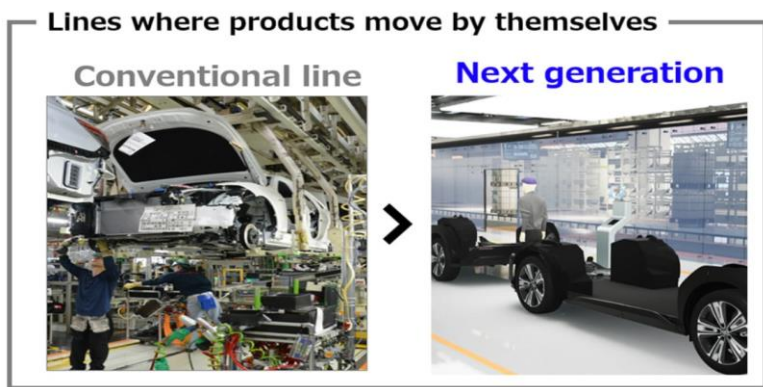 Lines where products move by themselves
Conventional line
Next generation